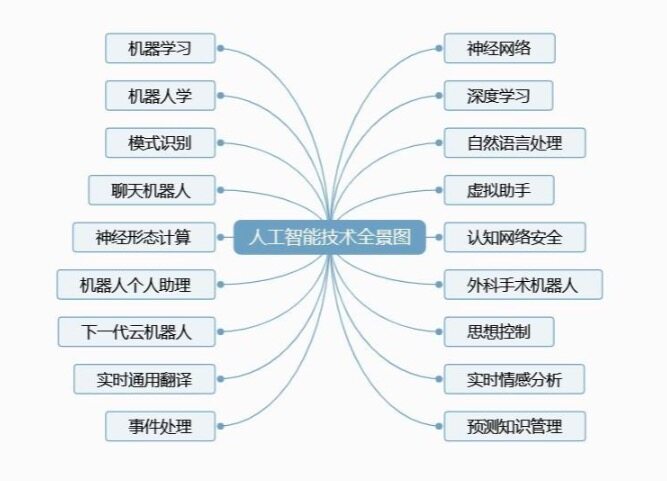 机器学习
机器人学
模式识别
聊天机器人
神经形态计算
机器人个人助理
下一代云机器人
实时通用翻译
事件处理
人工智能技术全景图
神经网络
深度学习
自然语言处理
虚拟助手
认知网络安全
外科手术机器人
思想控制
实时情感分析
预测知识管理